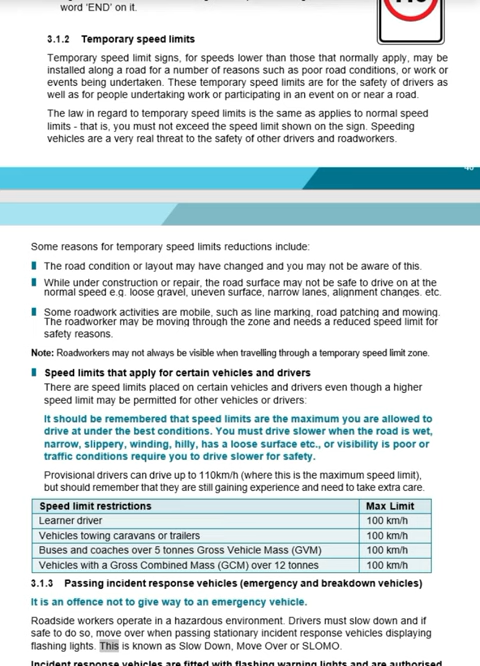 word 'END' on it.
110
3.1.2 Temporary speed limits
Temporary speed limit signs, for speeds lower than those that normally apply, may be
installed along a road for a number of reasons such as poor road conditions, or work or
events being undertaken. These temporary speed limits are for the safety of drivers as
well as for people undertaking work or participating in an event on or near a road.
The law in regard to temporary speed limits is the same as applies to normal speed
limits - that is, you must not exceed the speed limit shown on the sign. Speeding
vehicles are a very real threat to the safety of other drivers and roadworkers.
Some reasons for temporary speed limits reductions include:
The road condition or layout may have changed and you may not be aware of this.
While under construction or repair, the road surface may not be safe to drive on at the
normal speed e.g. loose gravel, uneven surface, narrow lanes, alignment changes. etc.
Some roadwork activities are mobile, such as line marking, road patching and mowing.
The roadworker may be moving through the zone and needs a reduced speed limit for
safety reasons.
Note: Roadworkers may not always be visible when travelling through a temporary speed limit zone.
Speed limits that apply for certain vehicles and drivers
There are speed limits placed on certain vehicles and drivers even though a higher
speed limit may be permitted for other vehicles or drivers:
It should be remembered that speed limits are the maximum you are allowed to
drive at under the best conditions. You must drive slower when the road is wet,
narrow, slippery, winding, hilly, has a loose surface etc., or visibility is poor or
traffic conditions require you to drive slower for safety.
Provisional drivers can drive up to 110km/h (where this is the maximum speed limit),
but should remember that they are still gaining experience and need to take extra care.
Speed limit restrictions Max Limit
Learner driver 100 km/h
Vehicles towing caravans or trailers 100 km/h
Buses and coaches over 5 tonnes Gross Vehicle Mass (GVM) 100 km/h
Vehicles with a Gross Combined Mass (GCM) over 12 tonnes 100 km/h
3.1.3 Passing incident response vehicles (emergency and breakdown vehicles)
It is an offence not to give way to an emergency vehicle.
Roadside workers operate in a hazardous environment. Drivers must slow down and if
safe to do so, move over when passing stationary incident response vehicles displaying
flashing lights. This is known as Slow Down, Move Over or SLOMO.
Incident response vehicles are fitted with flashing warning lights and are authorised